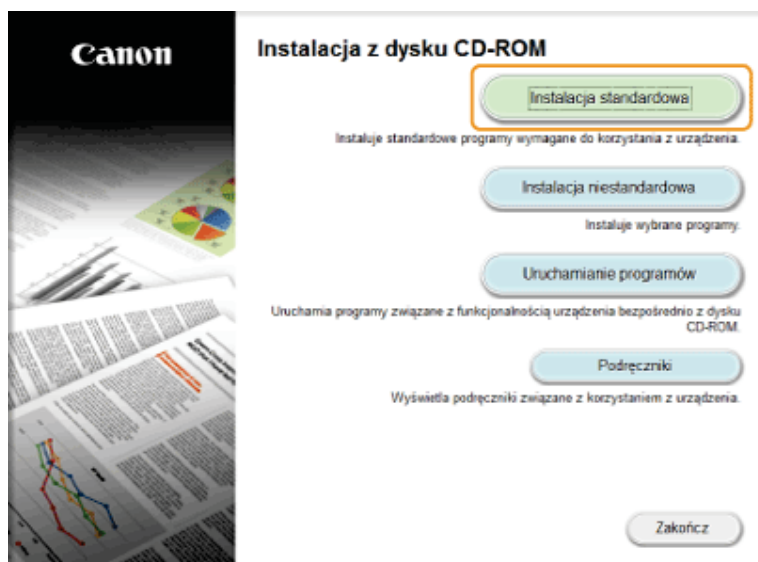 Canon
Instalacja z dysku CD-ROM
Instalacja standardowa
Instaluje standardowe programy wymagane do korzystania z urządzenia.
Instalacja niestandardowa
Instaluje wybrane programy.
Uruchamianie programów
Uruchamia programy związane z funkcjonalnością urządzenia bezpośrednio z dysku
CD-ROM.
Podręczniki
Wyświetla podręczniki związane z korzystaniem z urządzenia.
Zakończ